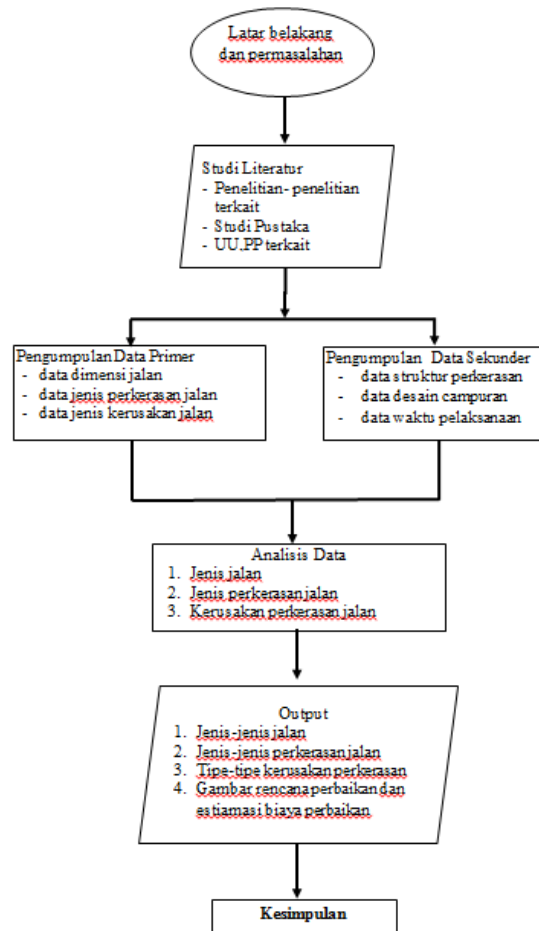 Latar belakang
dan permasalahan
Studi Literatur
- Penelitian- penelitian
terkait
- Studi Pustaka
- UU,PP terkait
Pengumpulan Data Primer
- data dimensi jalan
- data jenis perkerasan jalan
- data jenis kerusakan jalan
Pengumpulan Data Sekunder
- data struktur perkerasan
- data desain campuran
- data waktu pelaksanaan
Analisis Data
1. Jenis jalan
2. Jenis perkerasan jalan
3. Kerusakan perkerasan jalan
Output
1. Jenis-jenis jalan
2. Jenis-jenis perkerasan jalan
3. Tipe-tipe kerusakan perkerasan
4. Gambar rencana perbaikan dan
estiamasi biaya perbaikan
Kesimpulan